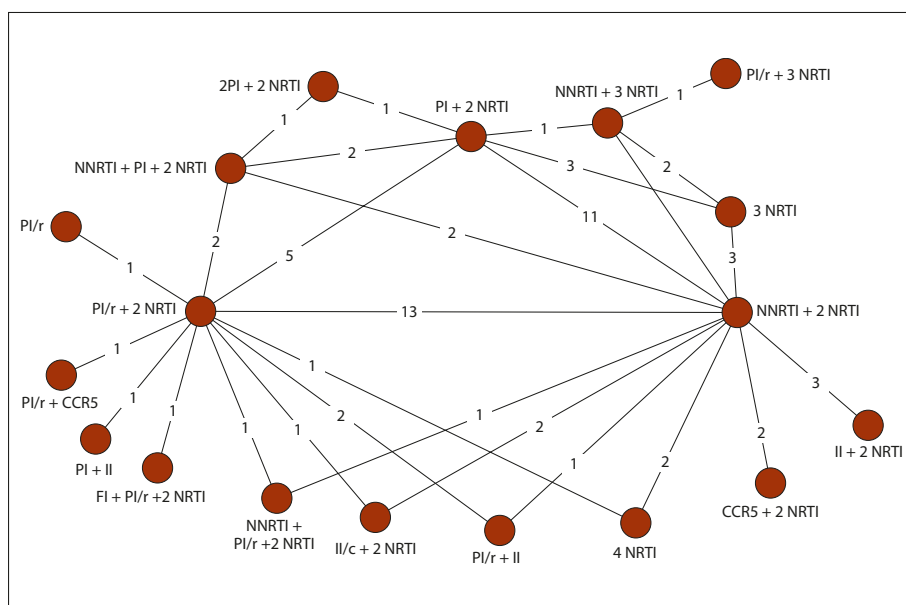 PI/r + 3 NRTI
2PI + 2 NRTI
NNRTI + 3 NRTI
1
PI + 2 NRTI
1
1
1
2
NNRTI + PI + 2 NRTI
3
2
3 NRTI
11
PI/r
2
2
5
3
1
PI/r + 2 NRTI
13
NNRTI + 2 NRTI
1
1
PI/r + CCR5
1
1
3
1
1
2
1
2
2
II + 2 NRTI
PI + II
1
2
FI + PI/r +2 NRTI
CCR5 + 2 NRTI
NNRTI +
PI/r +2 NRTI
II/c + 2 NRTI
PI/r + II
4 NRTI